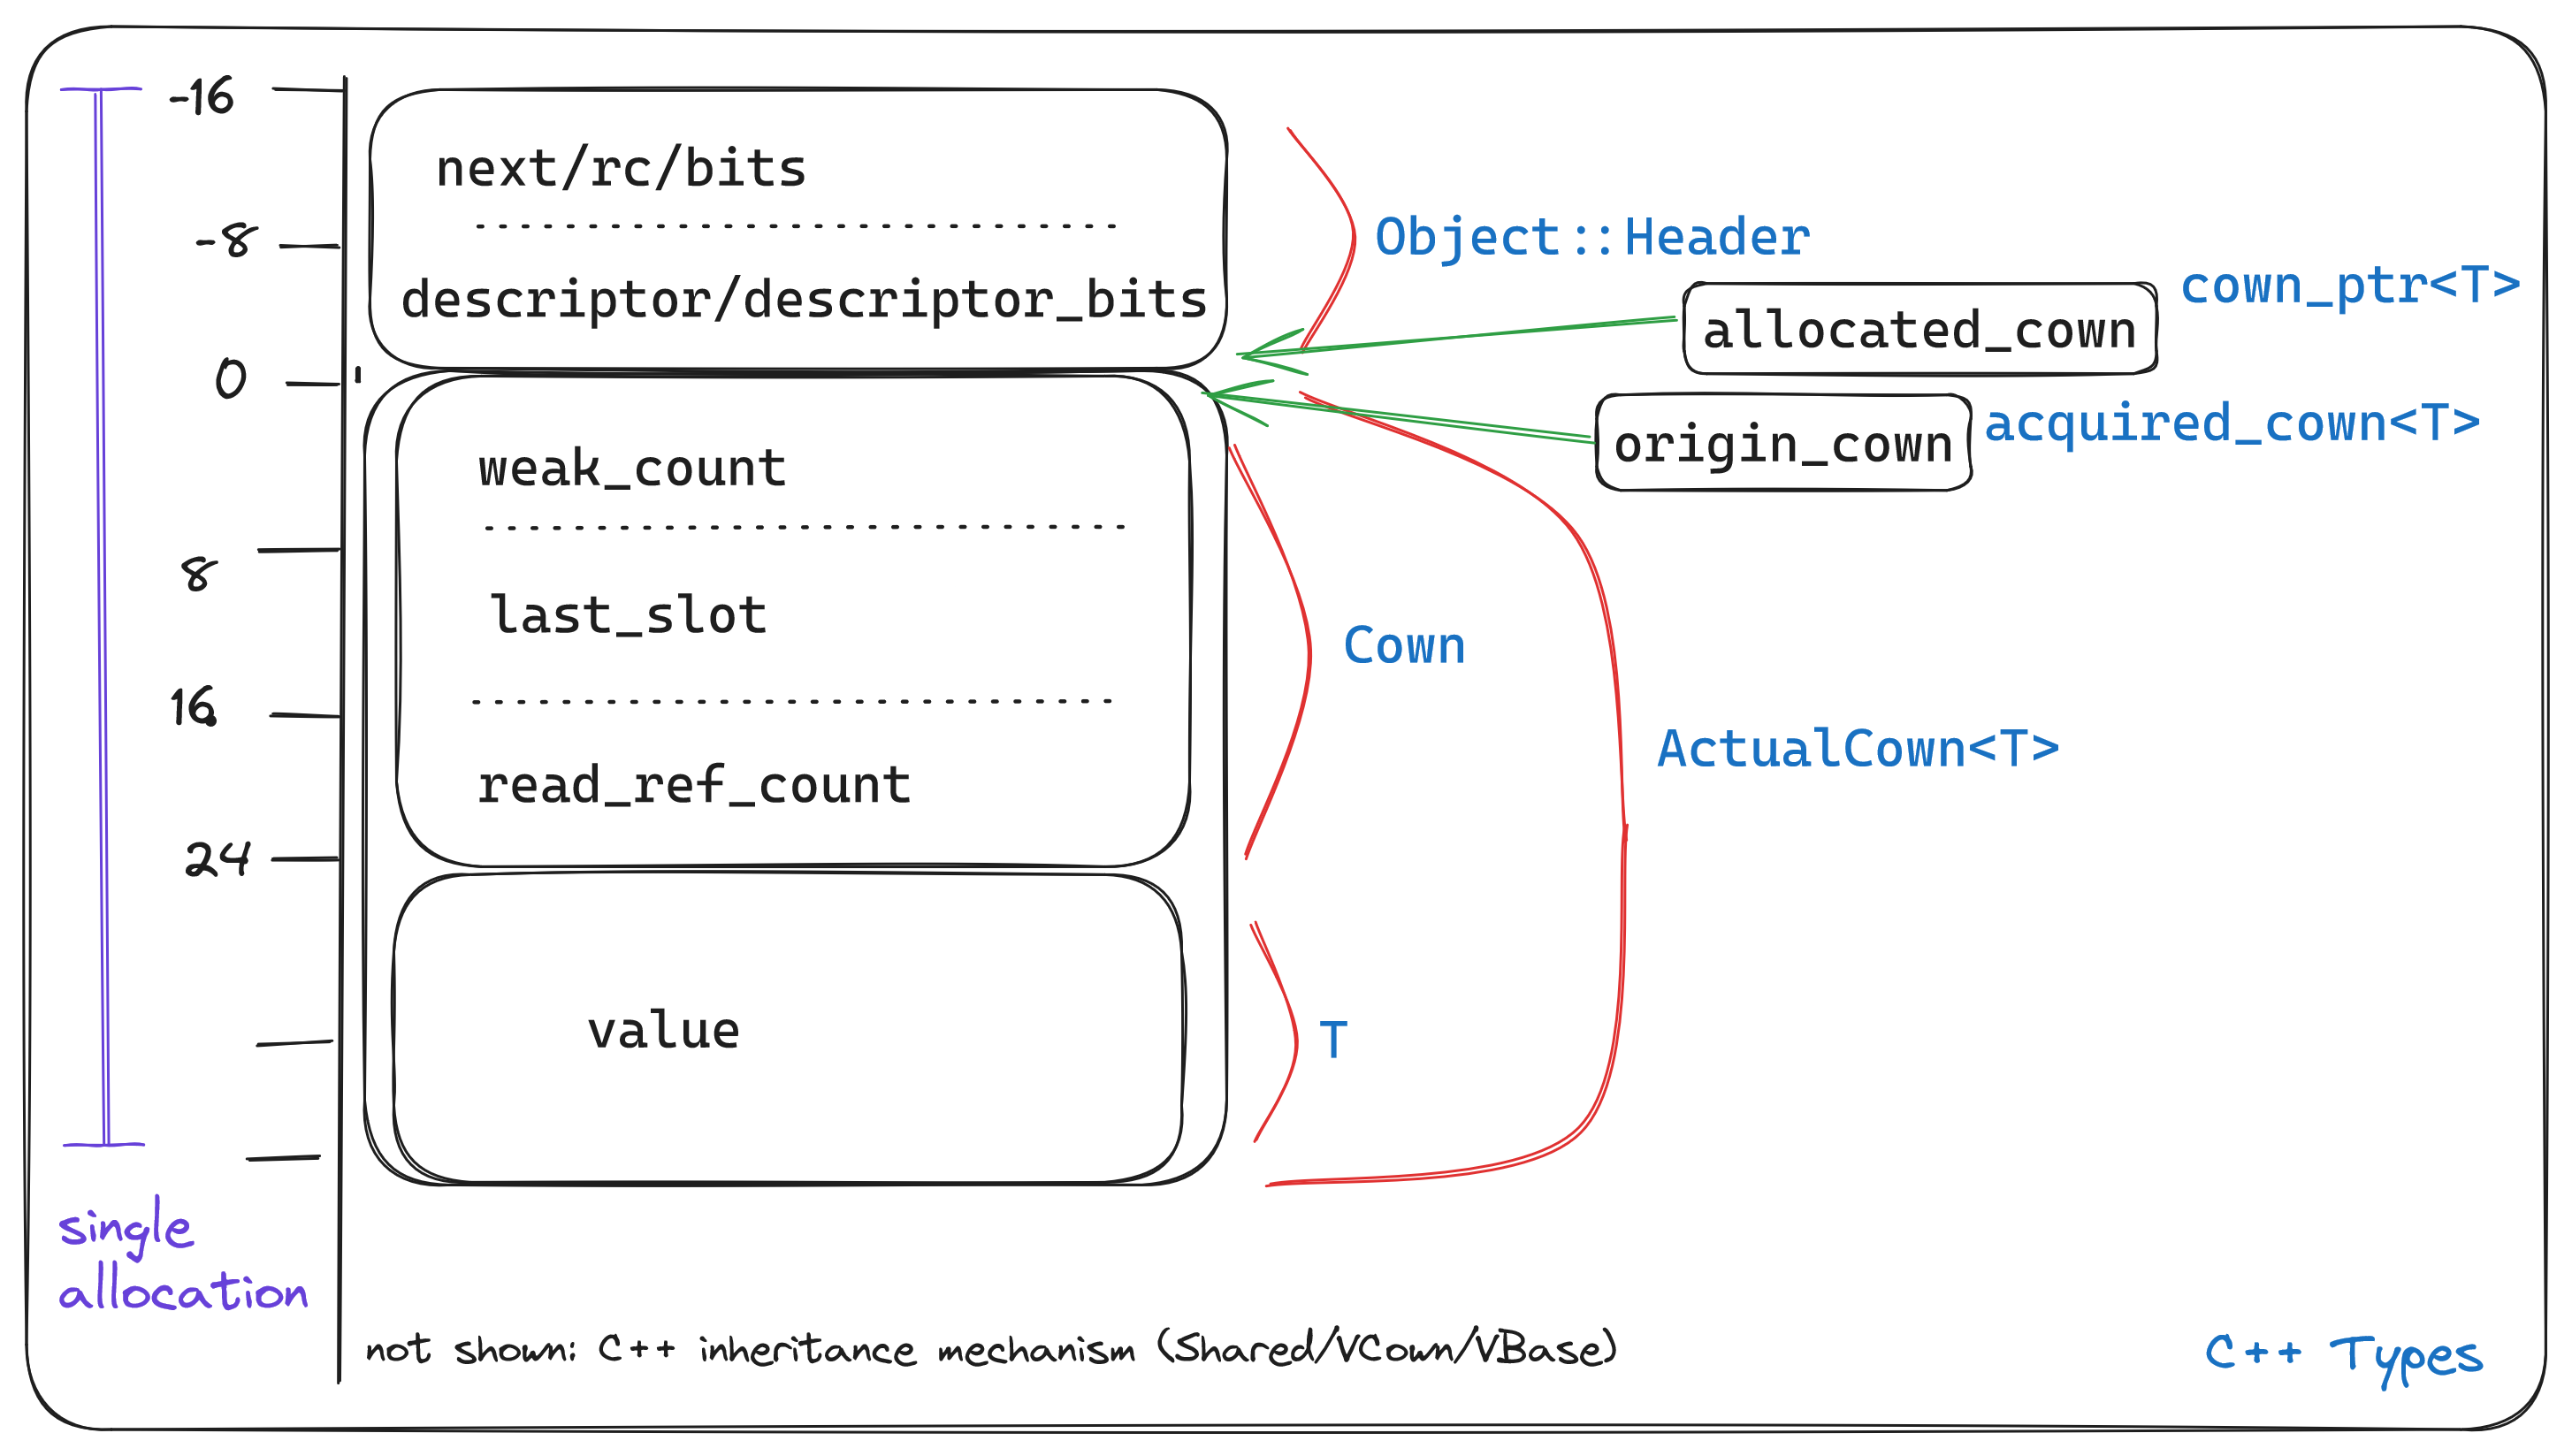 -16
next/rc/bits
-8
Object::Header
descriptor/descriptor_bits
cown_ptr<T>
allocated_cown
0
acquired_cown<T>
origin_cown
weak_count
8
last_slot
Cown
16
ActualCown<T>
read_ref_count
24
value
T
single
allocation
not shown: C++ inheritance mechanism (Shared/VCown/VBase)
C++ Types